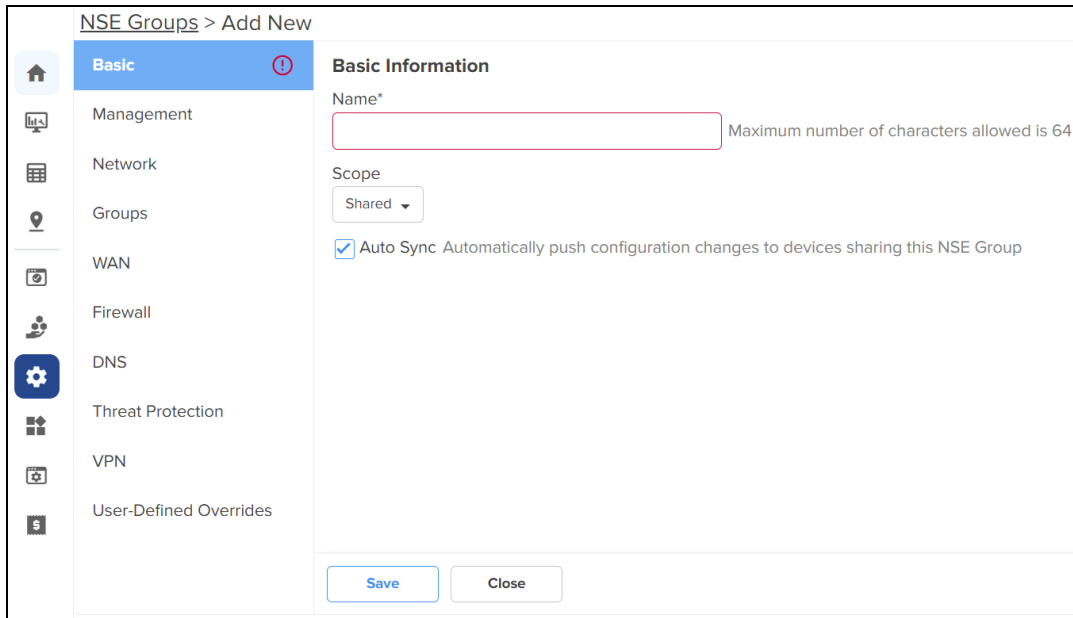 NSE Groups > Add New
Basic
Management
Network
Groups
WAN
Firewall
DNS
Threat Protection
VPN
User-Defined Overrides
Basic Information
Name*
Maximum number of characters allowed is 64
Scope
Shared
Auto Sync Automatically push configuration changes to devices sharing this NSE Group
Save Close